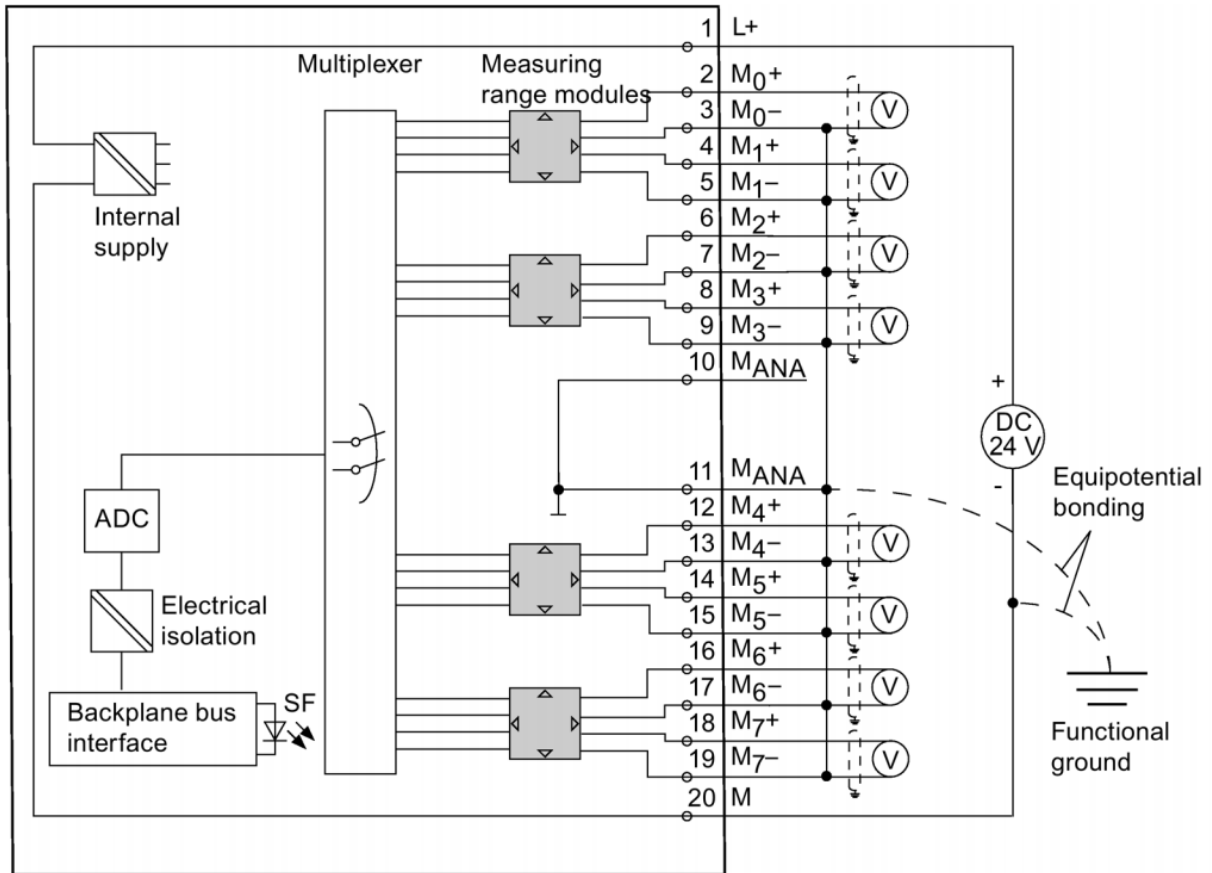 1 L+
Multiplexer
Measuring
range modules
2 M0+
3 M0–
4 M1+
5 M1–
Internal
supply
6 M2+
7 M2–
8 M3+
9 M3–
10 MANA
V
V
V
V
+
DC
24 V
-
11 MANA
Equipotential
bonding
12 M4+
13 M4–
14 M5+
15 M5–
ADC
Electrical
isolation
16 M6+
17 M6–
18 M7+
19 M7–
20 M
V
V
V
V
Backplane bus
interface
SF
Functional
ground